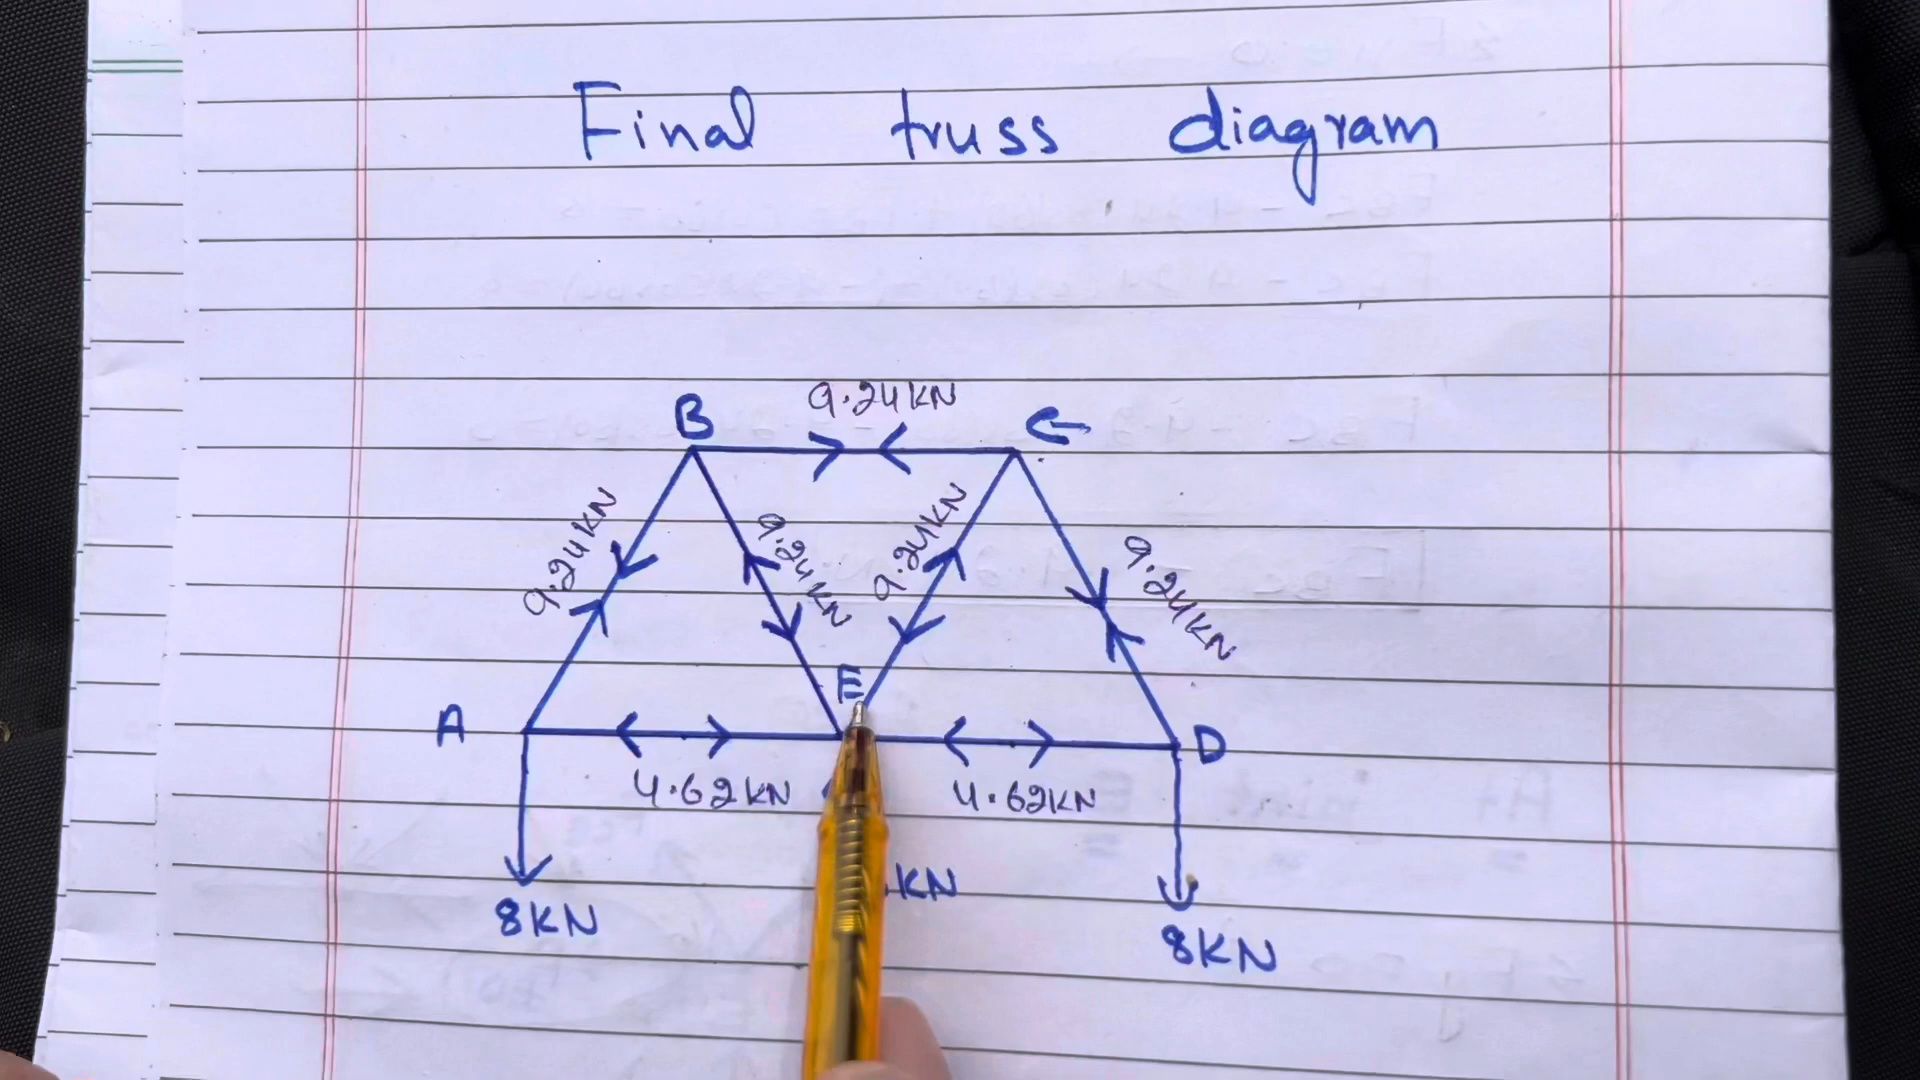 Final truss diagram
9.24KN
B C
9.24KN 9.24KN 9.24KN 9.24KN
E
A D
4.62KN 4.62KN
KN
8KN 8KN